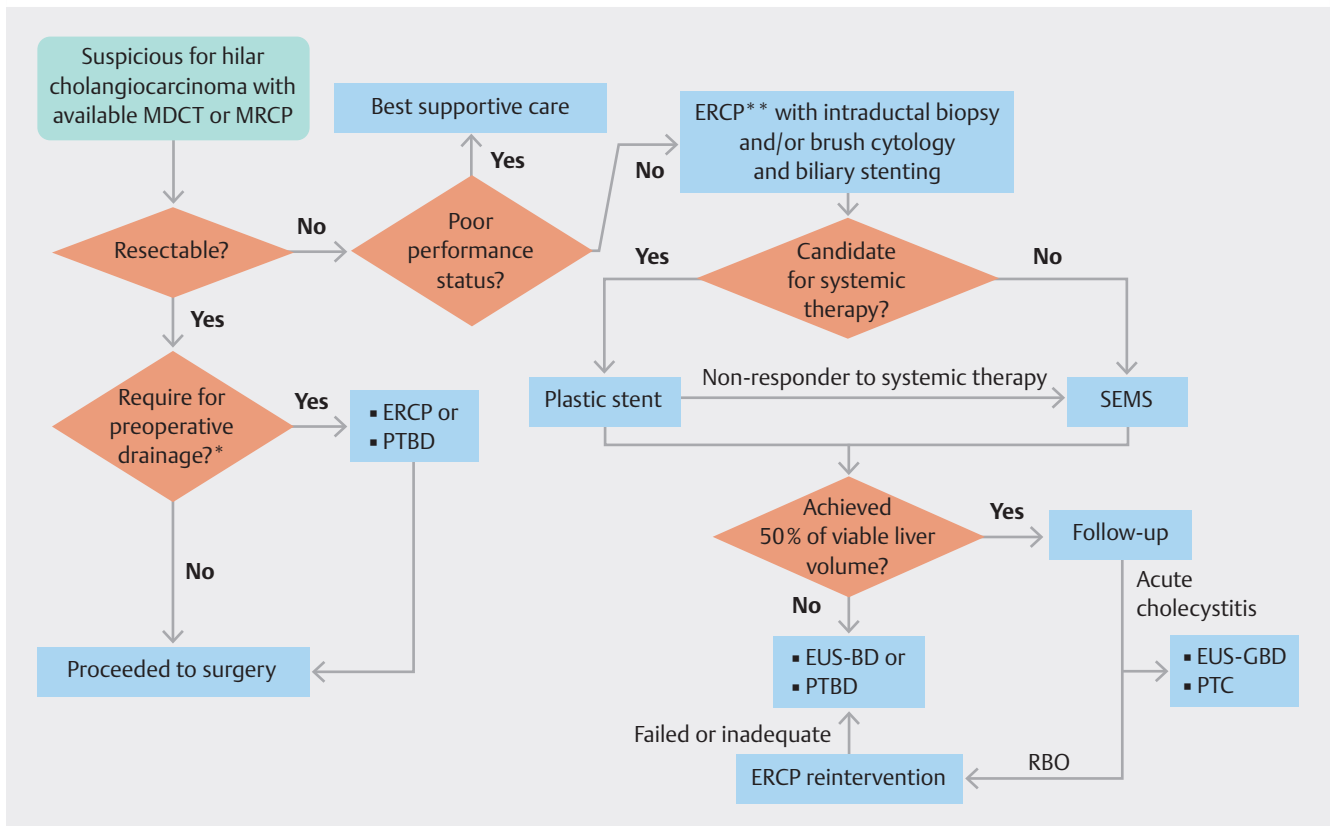 Suspicious for hilar
cholangiocarcinoma with
available MDCT or MRCP
Best supportive care
ERCP** with intraductal biopsy
and/or brush cytology
and biliary stenting
Yes
No
Resectable?
No
Poor
performance
status?
Yes
Candidate
for systemic
therapy?
No
Yes
Require for
preoperative
drainage?*
Yes
▪ ERCP or
▪ PTBD
Plastic stent
Non-responder to systemic therapy
SEMS
No
Achieved
50% of viable liver
volume?
Yes
Follow-up
Acute
cholecystitis
No
Proceeded to surgery
▪ EUS-BD or
▪ PTBD
▪ EUS-GBD
▪ PTC
Failed or inadequate
ERCP reintervention
RBO